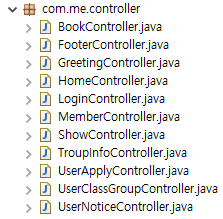 com.me.controller
BookController.java
FooterController.java
GreetingController.java
HomeController.java
LoginController.java
MemberController.java
ShowController.java
TroupInfoController.java
UserApplyController.java
UserClassGroupController.java
UserNoticeController.java